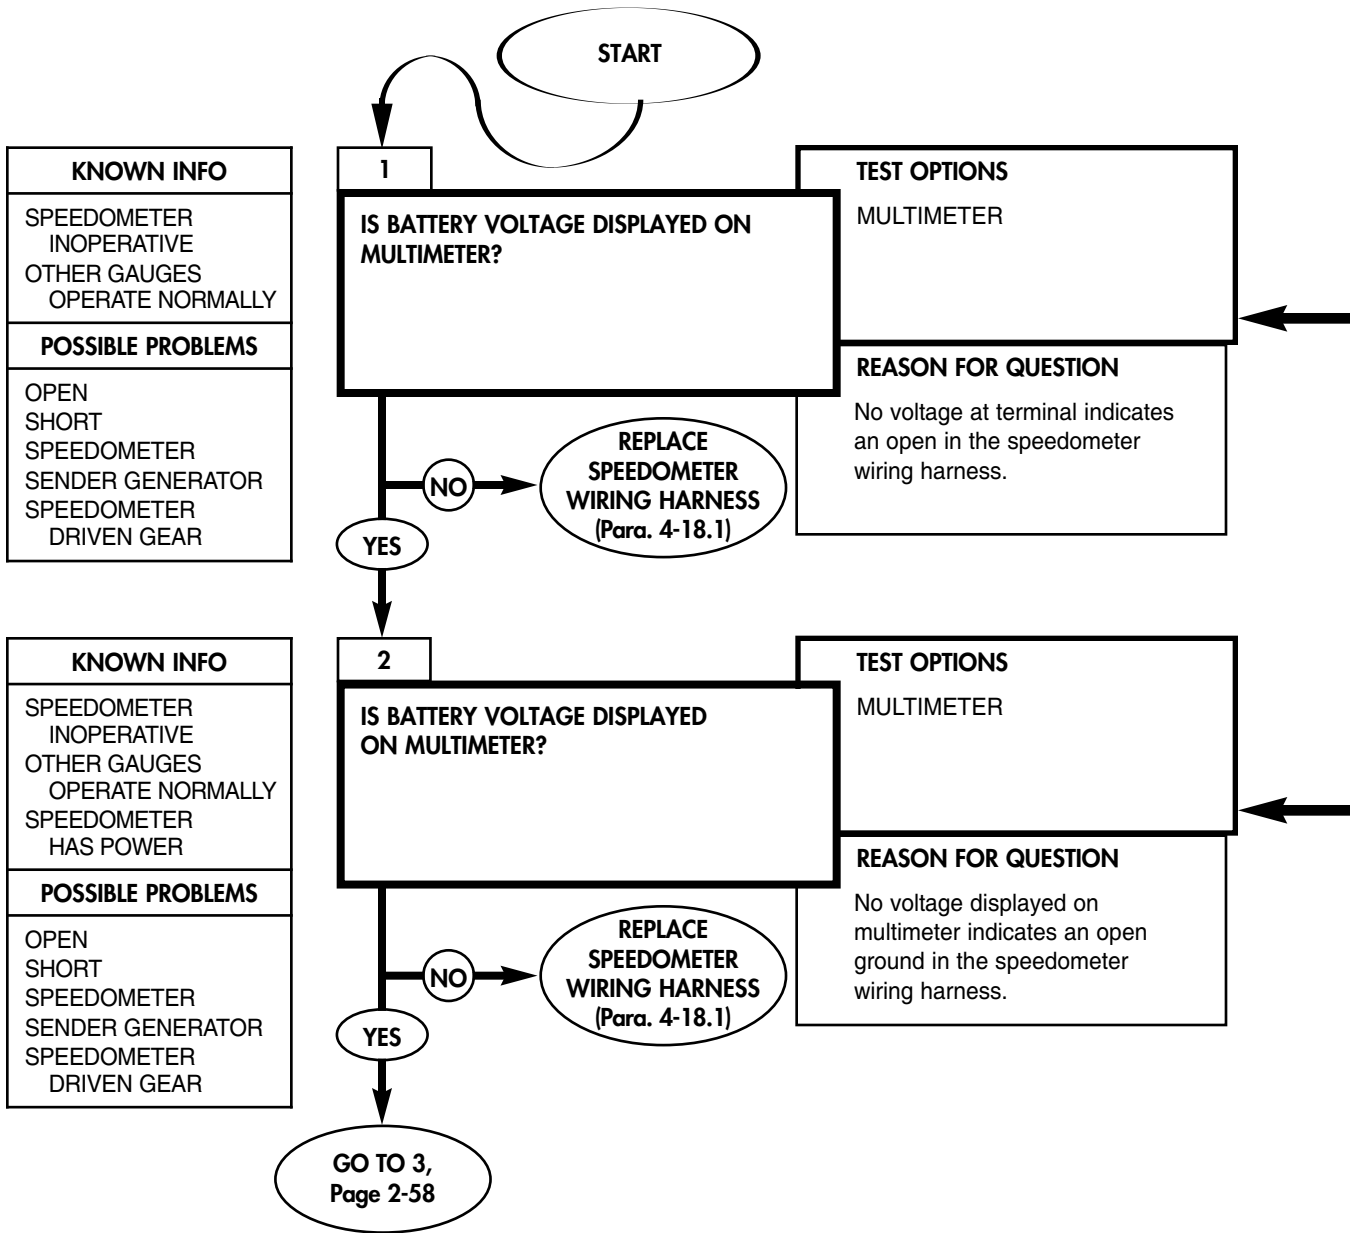 START
KNOWN INFO
SPEEDOMETER
INOPERATIVE
OTHER GAUGES
OPERATE NORMALLY
POSSIBLE PROBLEMS
OPEN
SHORT
SPEEDOMETER
SENDER GENERATOR
SPEEDOMETER
DRIVEN GEAR
1
IS BATTERY VOLTAGE DISPLAYED ON
MULTIMETER?
TEST OPTIONS
MULTIMETER
REASON FOR QUESTION
No voltage at terminal indicates
an open in the speedometer
wiring harness.
NO
REPLACE
SPEEDOMETER
WIRING HARNESS
(Para. 4-18.1)
YES
KNOWN INFO
SPEEDOMETER
INOPERATIVE
OTHER GAUGES
OPERATE NORMALLY
SPEEDOMETER
HAS POWER
POSSIBLE PROBLEMS
OPEN
SHORT
SPEEDOMETER
SENDER GENERATOR
SPEEDOMETER
DRIVEN GEAR
2
IS BATTERY VOLTAGE DISPLAYED
ON MULTIMETER?
TEST OPTIONS
MULTIMETER
REASON FOR QUESTION
No voltage displayed on
multimeter indicates an open
ground in the speedometer
wiring harness.
NO
REPLACE
SPEEDOMETER
WIRING HARNESS
(Para. 4-18.1)
YES
GO TO 3,
Page 2-58